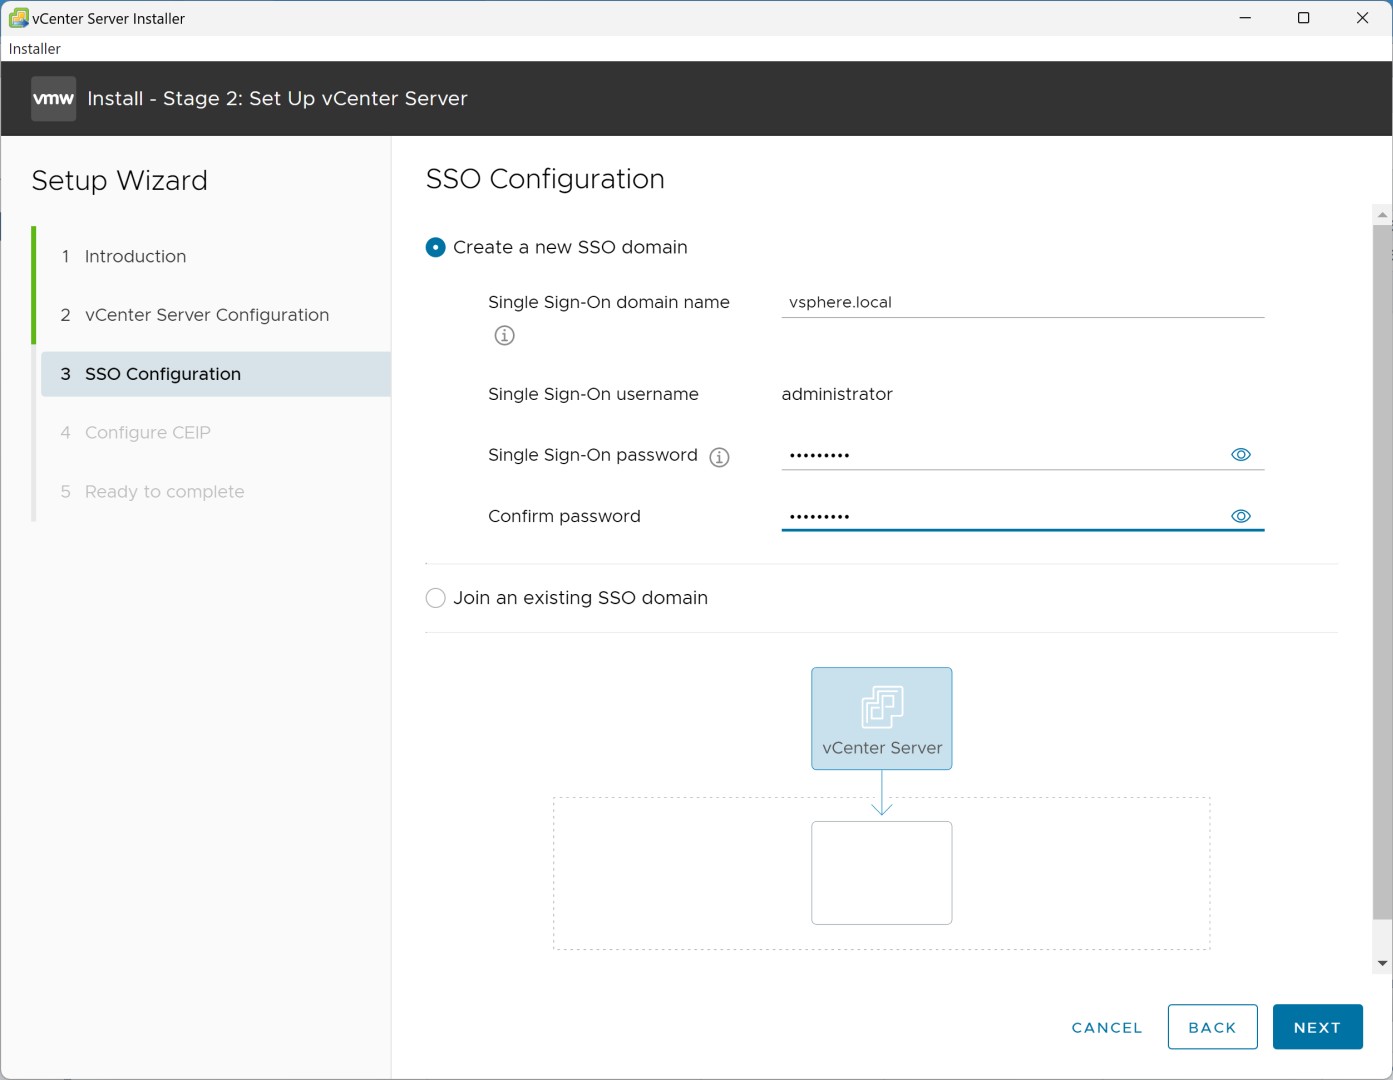 vCenter Server Installer
Installer
vmw Install - Stage 2: Set Up vCenter Server
Setup Wizard
1 Introduction
2 vCenter Server Configuration
3 SSO Configuration
4 Configure CEIP
5 Ready to complete
SSO Configuration
Create a new SSO domain
Single Sign-On domain name vsphere.local
Single Sign-On username administrator
Single Sign-On password •••••••••
Confirm password •••••••••
Join an existing SSO domain
vCenter Server
CANCEL BACK NEXT